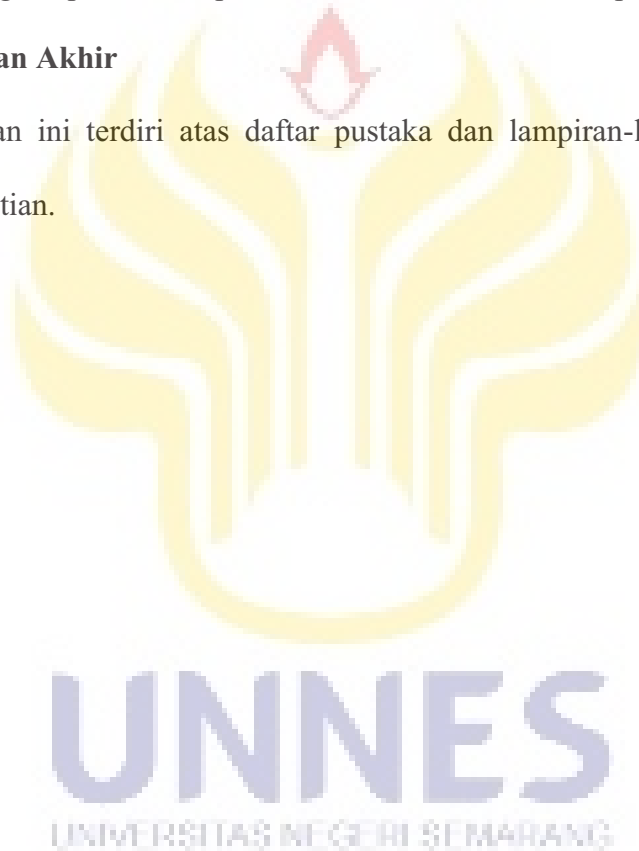 an Akhir
an ini terdiri atas daftar pustaka dan lampiran-
tian.
UNNES
UNIVERSITAS NEGERI SEMARANG